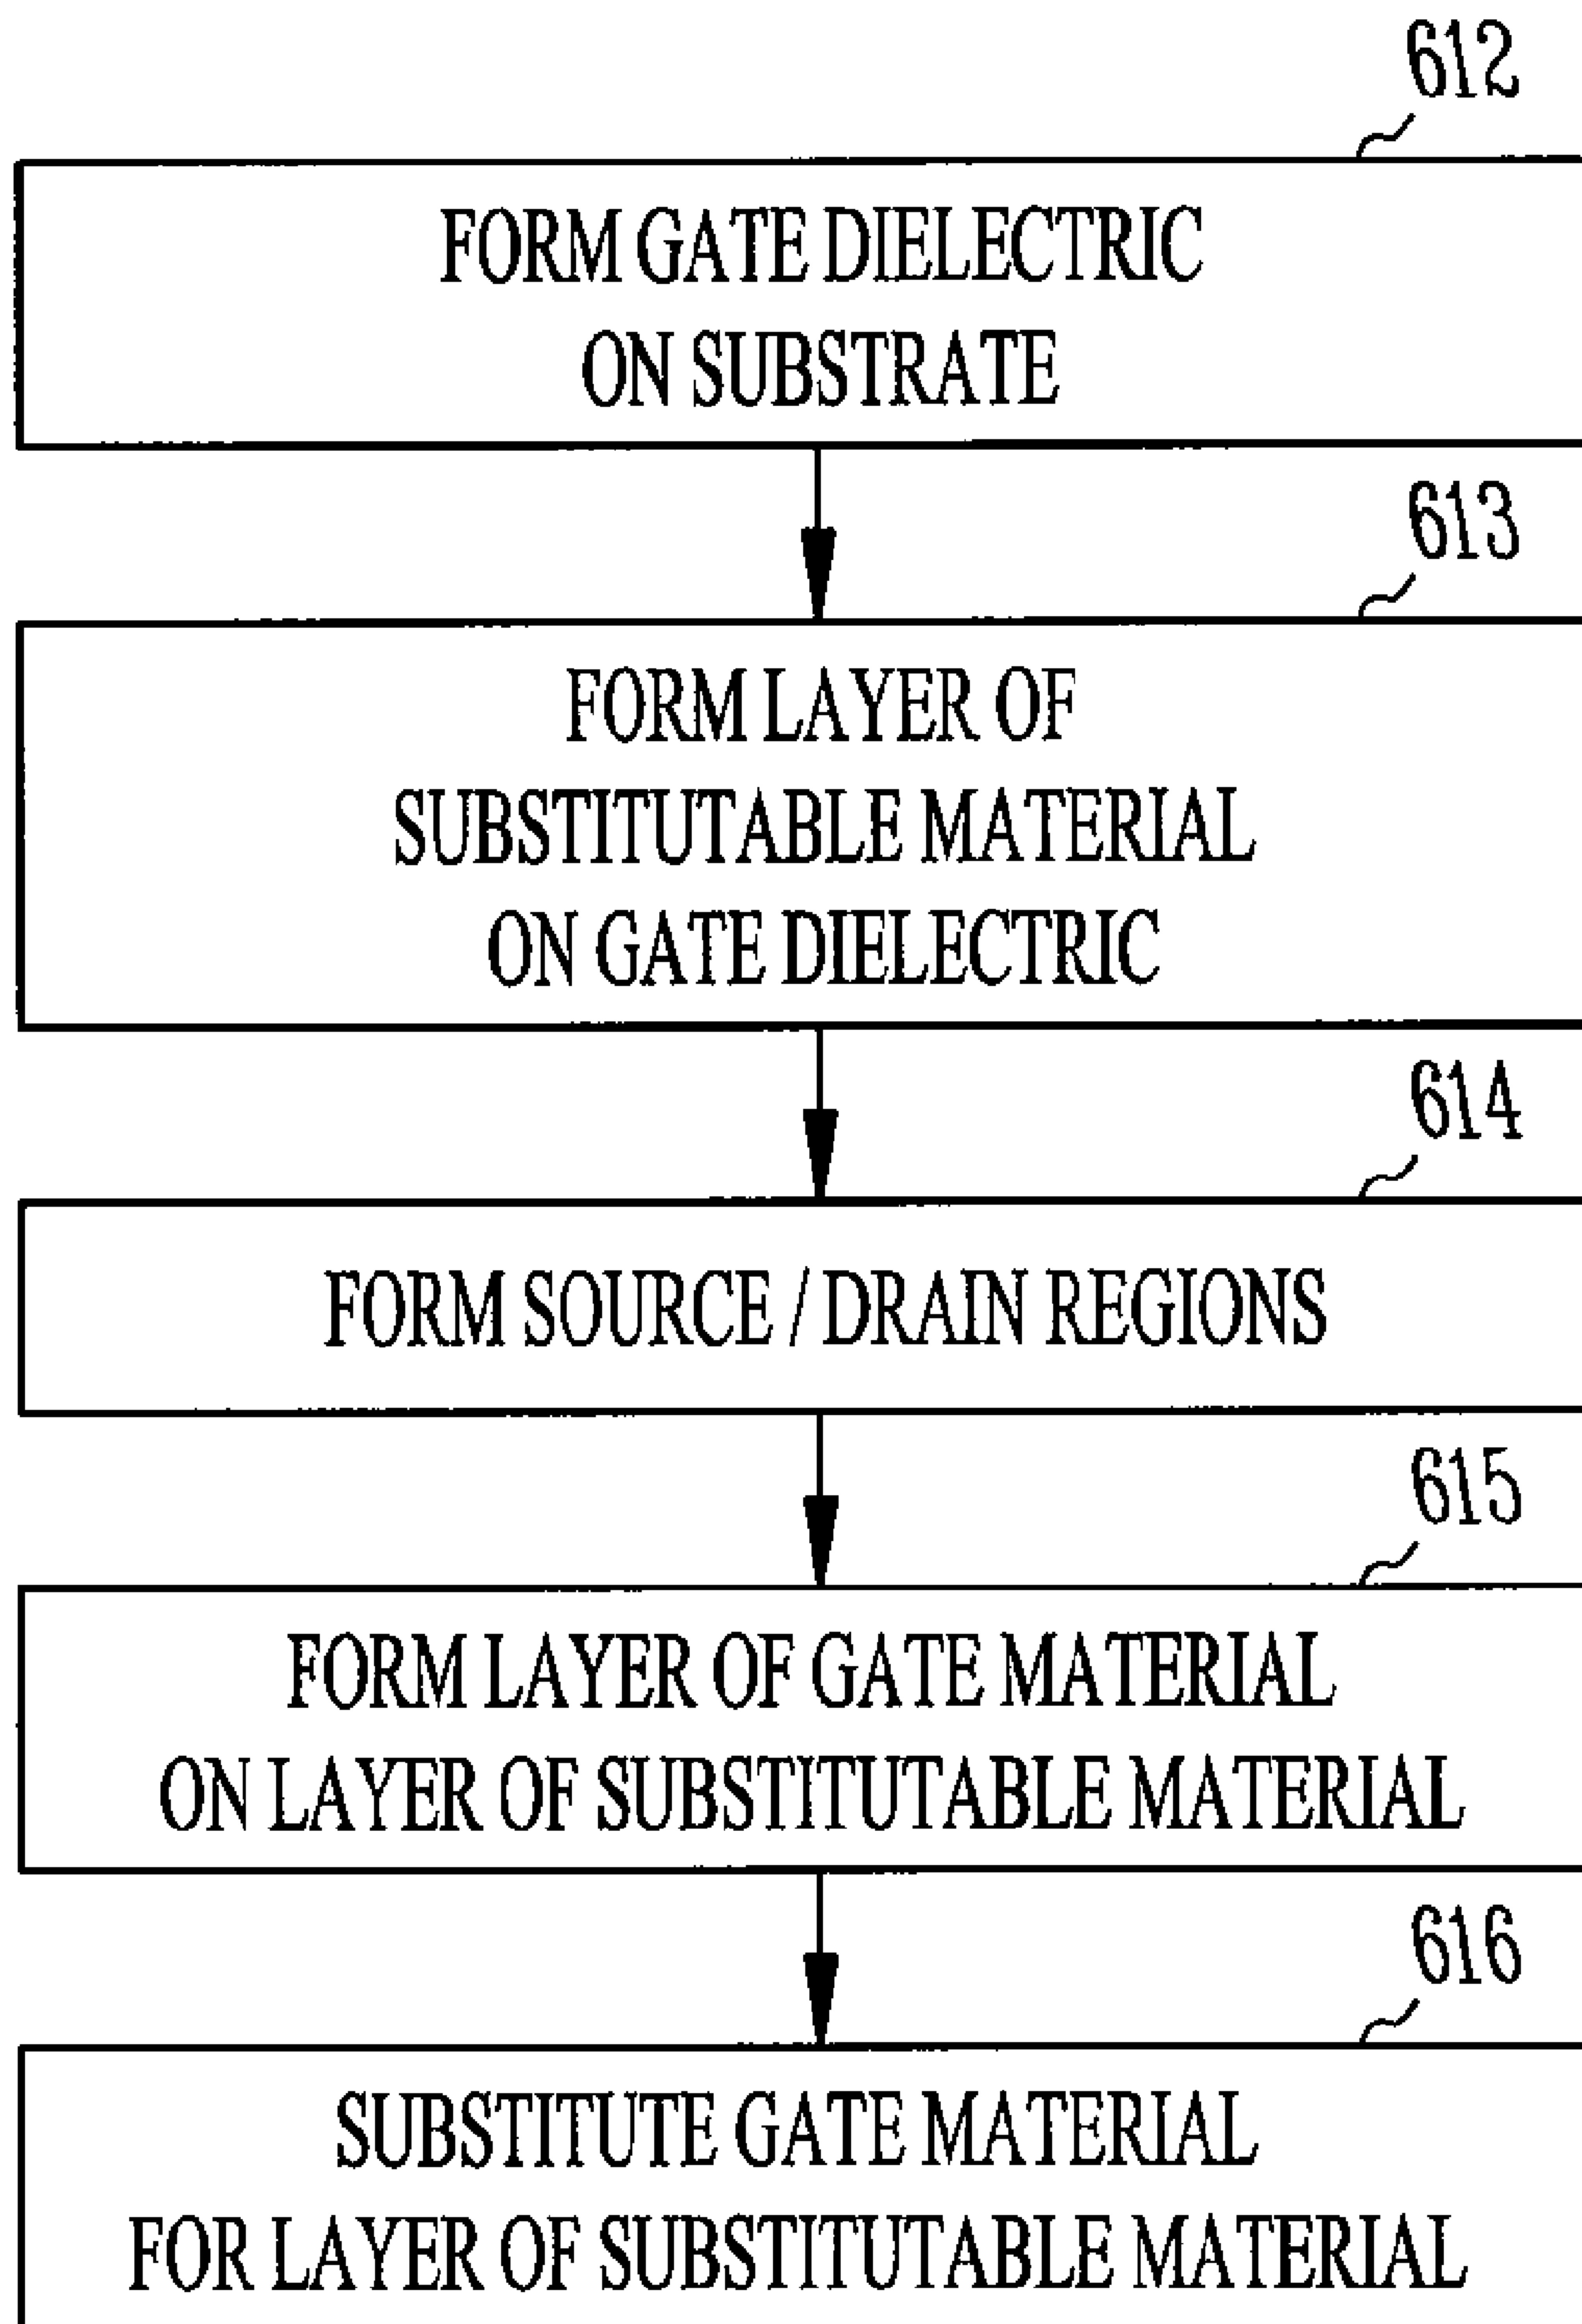 612
FORM GATE DIELECTRIC
ON SUBSTRATE
613
FORM LAYER OF
SUBSTITUTABLE MATERIAL
ON GATE DIELECTRIC
614
FORM SOURCE / DRAIN REGIONS
615
FORM LAYER OF GATE MATERIAL
ON LAYER OF SUBSTITUTABLE MATERIAL
616
SUBSTITUTE GATE MATERIAL
FOR LAYER OF SUBSTITUTABLE MATERIAL